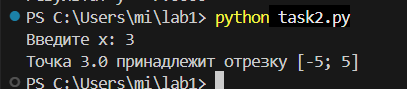 PS C:\Users\mi\lab1> python task2.py
Введите x: 3
Точка 3.0 принадлежит отрезку [-5; 5]
PS C:\Users\mi\lab1>